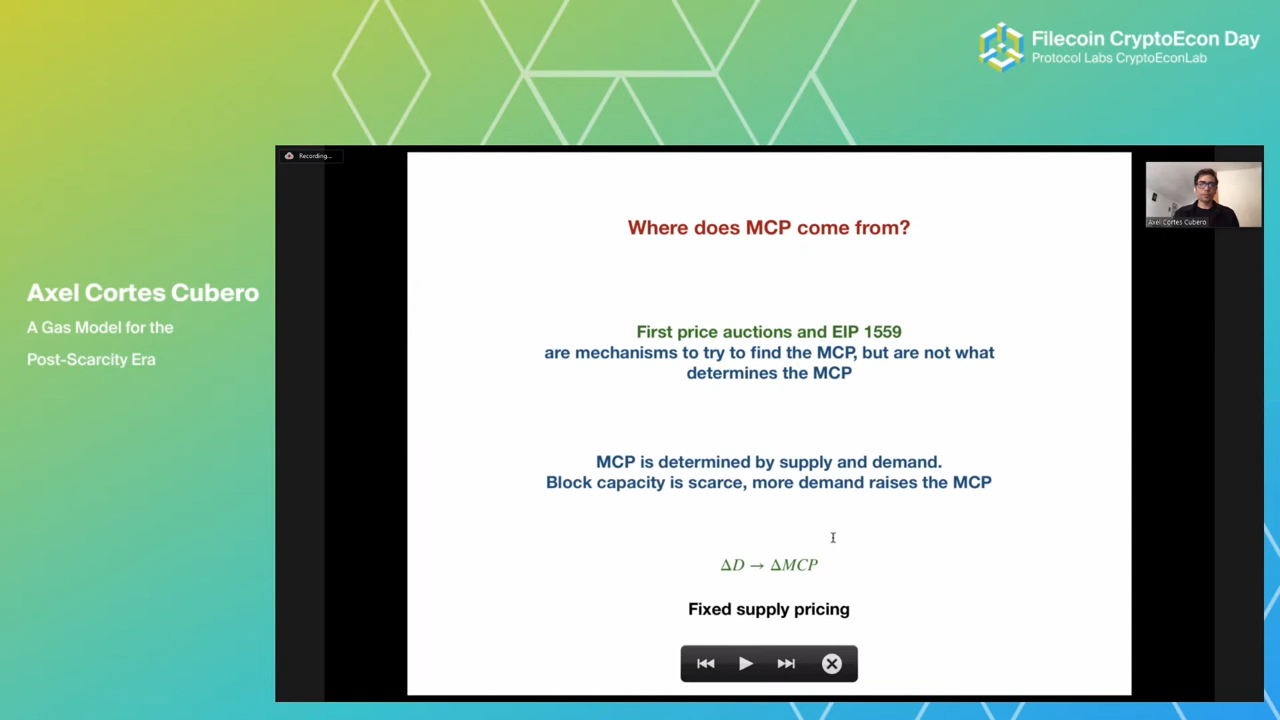 Filecoin CryptoEcon Day
Protocol Labs CryptoEconLab
Recording...
Axel Cortes Cubero
Where does MCP come from?
Axel Cortes Cubero
A Gas Model for the
Post-Scarcity Era
First price auctions and EIP 1559
are mechanisms to try to find the MCP, but are not what
determines the MCP
MCP is determined by supply and demand.
Block capacity is scarce, more demand raises the MCP
ΔD → ΔMCP
Fixed supply pricing